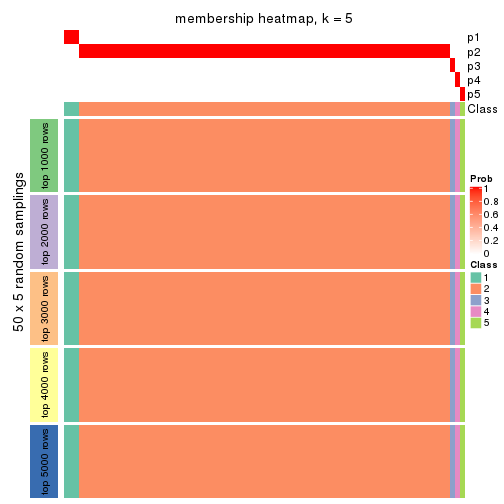 membership heatmap, k = 5
p1
p2
p3
p4
p5
Class
50 x 5 random samplings
top 1000 rows
top 2000 rows
top 3000 rows
top 4000 rows
top 5000 rows
Prob
1
0.8
0.6
0.4
0.2
0
Class
1
2
3
4
5